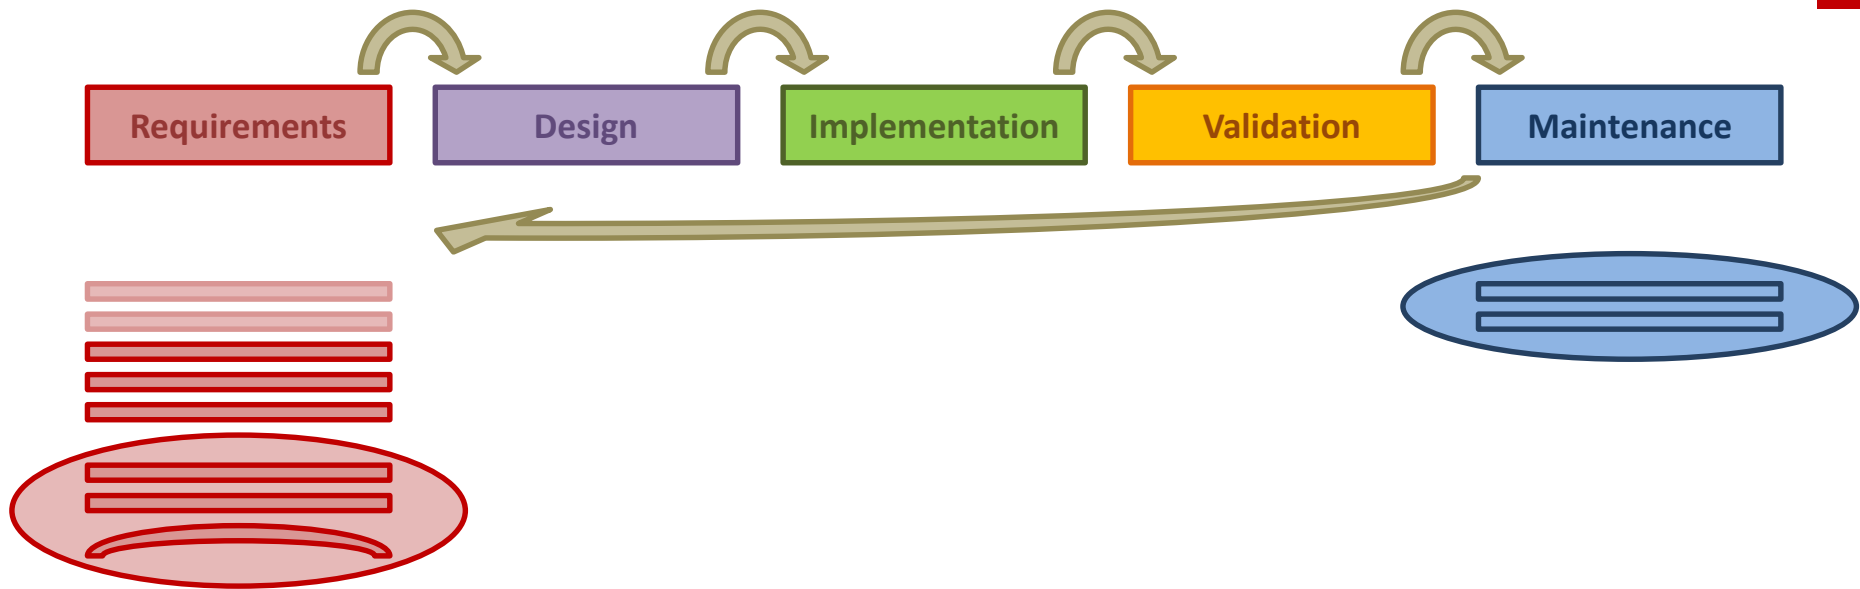 Requirements
Design
Implementation
Validation
Maintenance